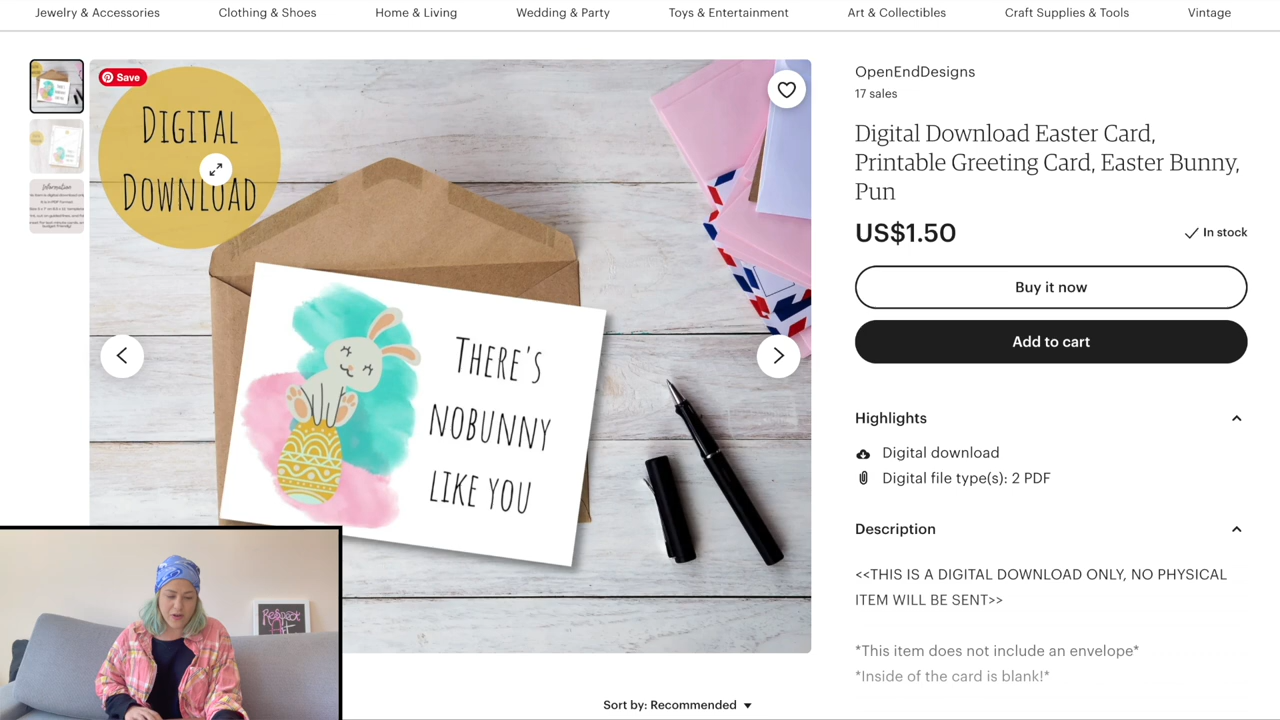 Jewelry & Accessories
Clothing & Shoes
Home & Living
Wedding & Party
Toys & Entertainment
Art & Collectibles
Craft Supplies & Tools
Vintage
Save
DIGITAL
DOWNLOAD
THERE'S
NOBUNNY
LIKE YOU
OpenEndDesigns
17 sales
Digital Download Easter Card,
Printable Greeting Card, Easter Bunny,
Pun
US$1.50
In stock
Buy it now
Add to cart
Highlights
Digital download
Digital file type(s): 2 PDF
Description
<<THIS IS A DIGITAL DOWNLOAD ONLY, NO PHYSICAL
ITEM WILL BE SENT>>
*This item does not include an envelope*
*Inside of the card is blank!*
Sort by: Recommended